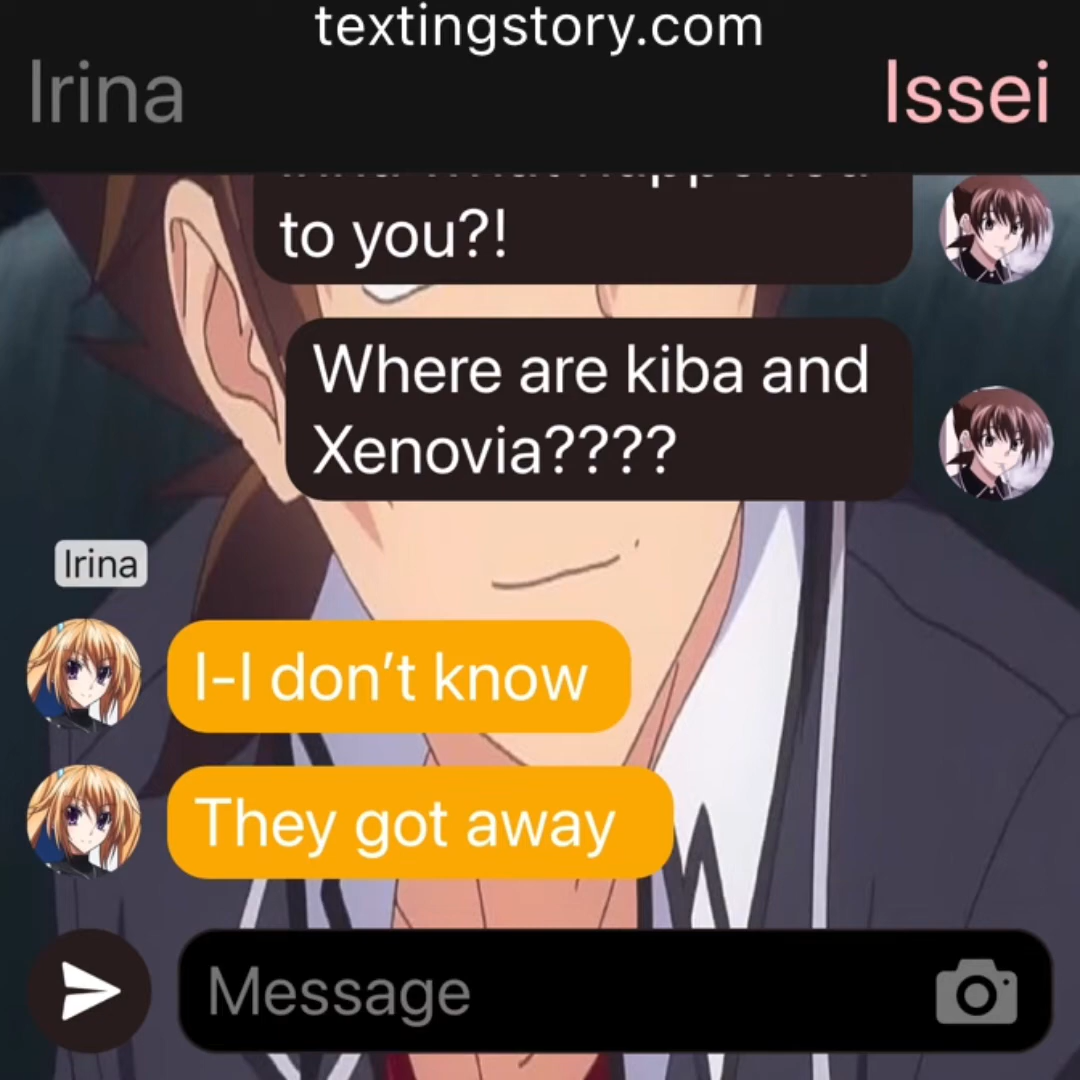 textingstory.com
Irina
Issei
to you?!
Where are kiba and
Xenovia????
Irina
I-I don’t know
They got away
Message